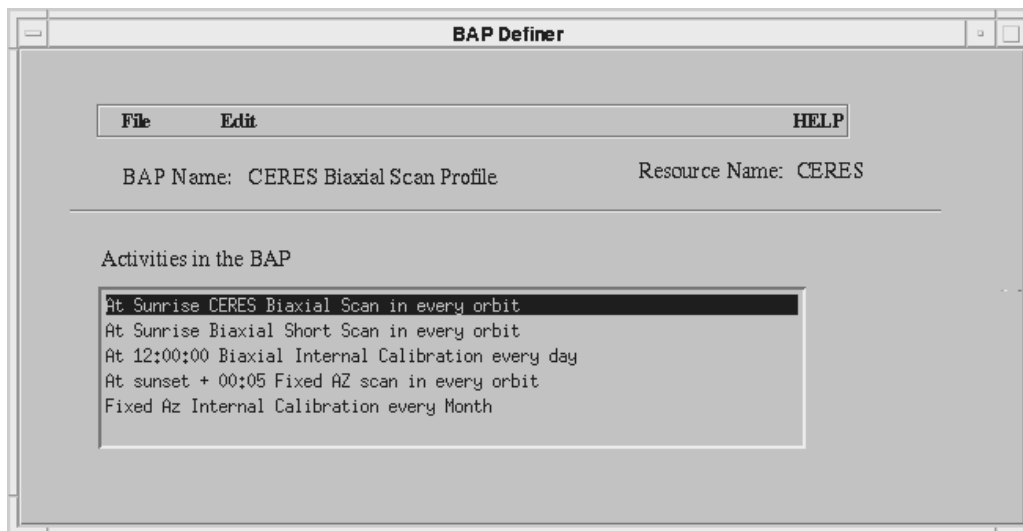 BAP Definer
File Edit HELP
BAP Name: CERES Biaxial Scan Profile Resource Name: CERES
Activities in the BAP
At Sunrise CERES Biaxial Scan in every orbit
At Sunrise Biaxial Short Scan in every orbit
At 12:00:00 Biaxial Internal Calibration every day
At sunset + 00:05 Fixed AZ scan in every orbit
Fixed Az Internal Calibration every Month